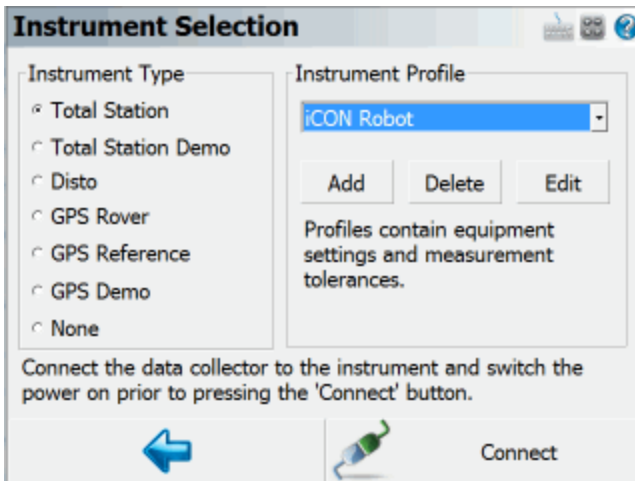 Instrument Selection
Instrument Type
Total Station
Total Station Demo
Disto
GPS Rover
GPS Reference
GPS Demo
None
Instrument Profile
iCON Robot
Add Delete Edit
Profiles contain equipment
settings and measurement
tolerances.
Connect the data collector to the instrument and switch the
power on prior to pressing the 'Connect' button.
Connect